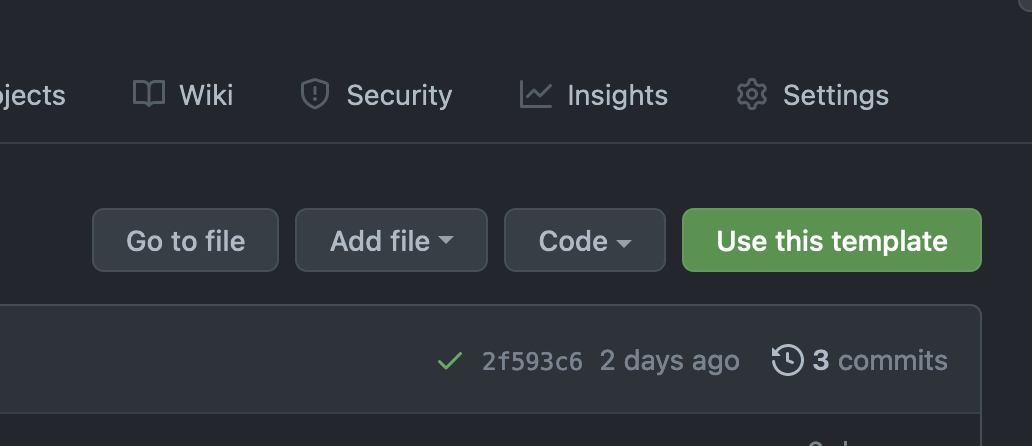 jects Wiki Security Insights Settings
Go to file Add file Code Use this template
2f593c6 2 days ago 3 commits